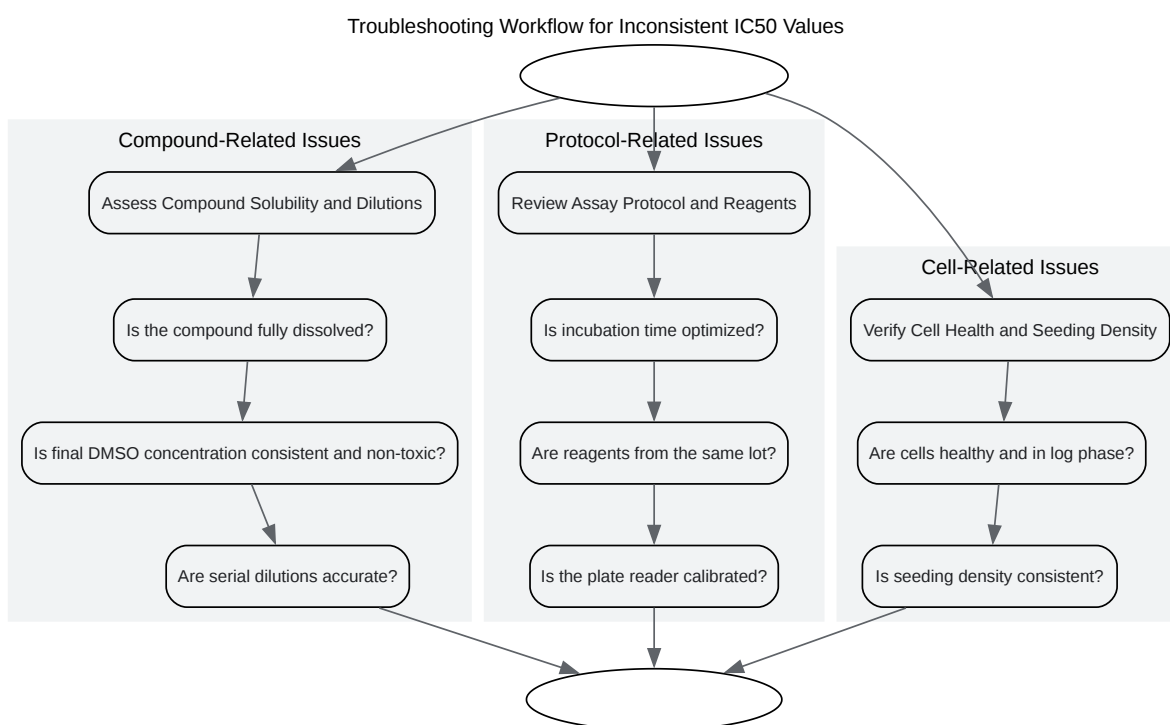 Troubleshooting Workflow for Inconsistent IC50 Values
Compound-Related Issues
Assess Compound Solubility and Dilutions
Is the compound fully dissolved?
Is final DMSO concentration consistent and non-toxic?
Are serial dilutions accurate?
Protocol-Related Issues
Review Assay Protocol and Reagents
Is incubation time optimized?
Are reagents from the same lot?
Is the plate reader calibrated?
Cell-Related Issues
Verify Cell Health and Seeding Density
Are cells healthy and in log phase?
Is seeding density consistent?